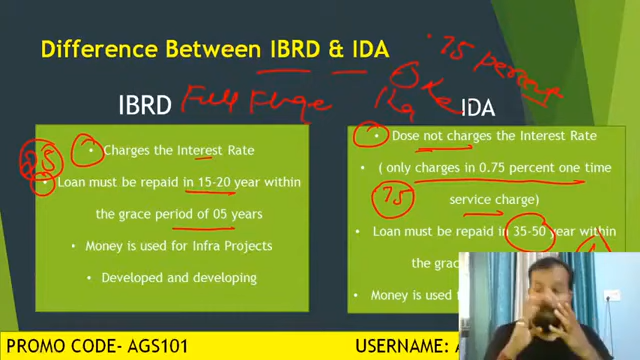 Difference Between IBRD & IDA
.75 percent
IBRD
IDA
• Charges the Interest Rate
• Loan must be repaid in 15-20 year within
the grace period of 05 years
• Money is used for Infra Projects
• Developed and developing
25
• Dose not charges the Interest Rate
• ( only charges in 0.75 percent one time
service charge)
75
• Loan must be repaid in 35-50 year within
the grace
• Money is used
PROMO CODE- AGS101
USERNAME: A